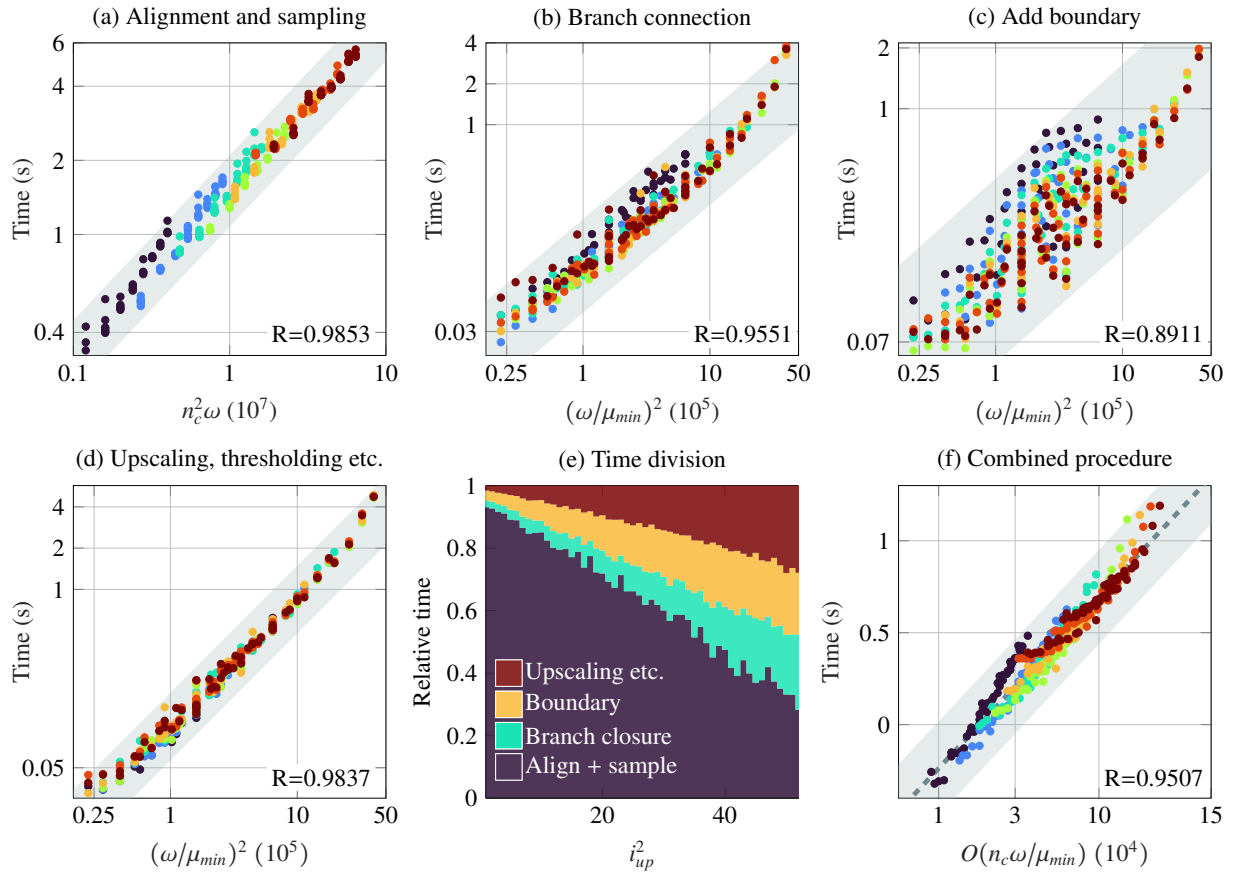 (a) Alignment and sampling
(b) Branch connection
(c) Add boundary
6
4
2
1
0.4
Time (s)
R=0.9853
0.1
1
10
n_c^2 ω (10^7)
4
2
1
0.03
Time (s)
R=0.9551
0.25
1
10
50
(ω/μ_min)^2 (10^5)
2
1
0.07
Time (s)
R=0.8911
0.25
1
10
50
(ω/μ_min)^2 (10^5)
(d) Upscaling, thresholding etc.
(e) Time division
(f) Combined procedure
4
2
1
0.05
Time (s)
R=0.9837
0.25
1
10
50
(ω/μ_min)^2 (10^5)
1
0.8
0.6
0.4
0.2
0
Relative time
Upscaling etc.
Boundary
Branch closure
Align + sample
20
40
i_up^2
1
0.5
0
Time (s)
R=0.9507
1
3
10
15
O(n_c ω/μ_min) (10^4)